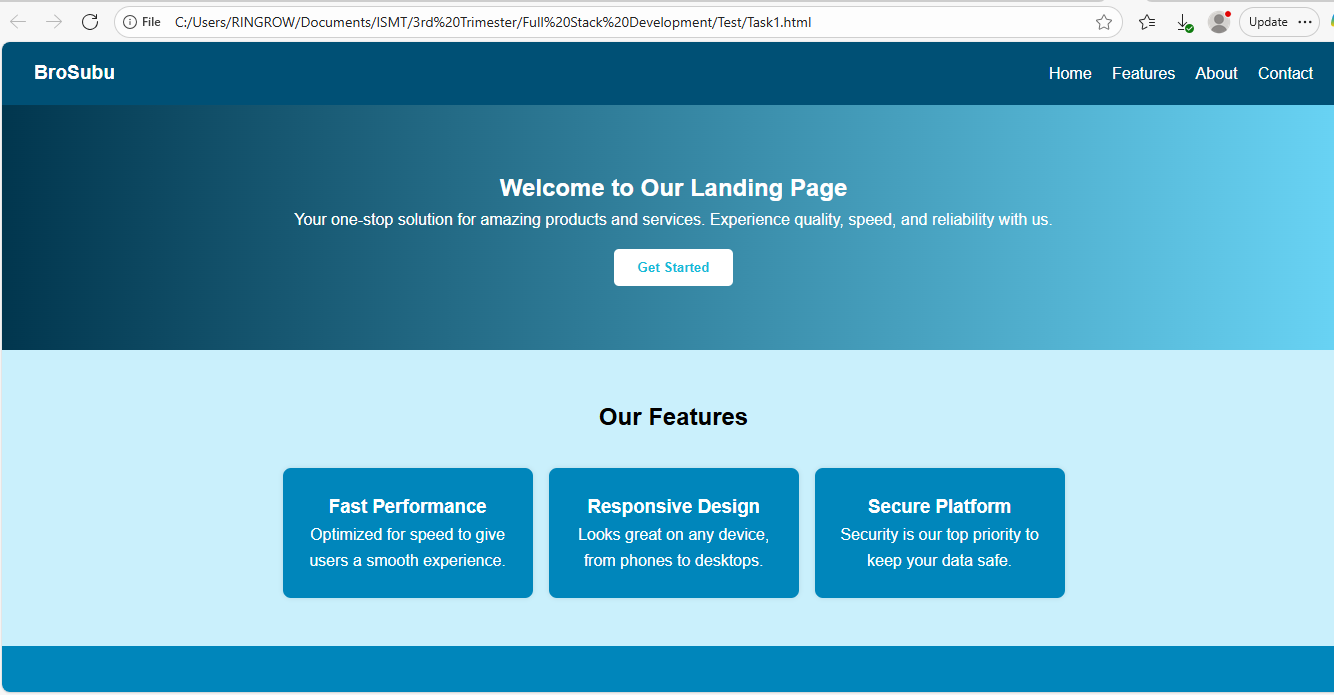 File C:/Users/RINGROW/Documents/ISMT/3rd%20Trimester/Full%20Stack%20Development/Test/Task1.html Update
BroSubu Home Features About Contact
Welcome to Our Landing Page
Your one-stop solution for amazing products and services. Experience quality, speed, and reliability with us.
Get Started
Our Features
Fast Performance
Optimized for speed to give
users a smooth experience.
Responsive Design
Looks great on any device,
from phones to desktops.
Secure Platform
Security is our top priority to
keep your data safe.